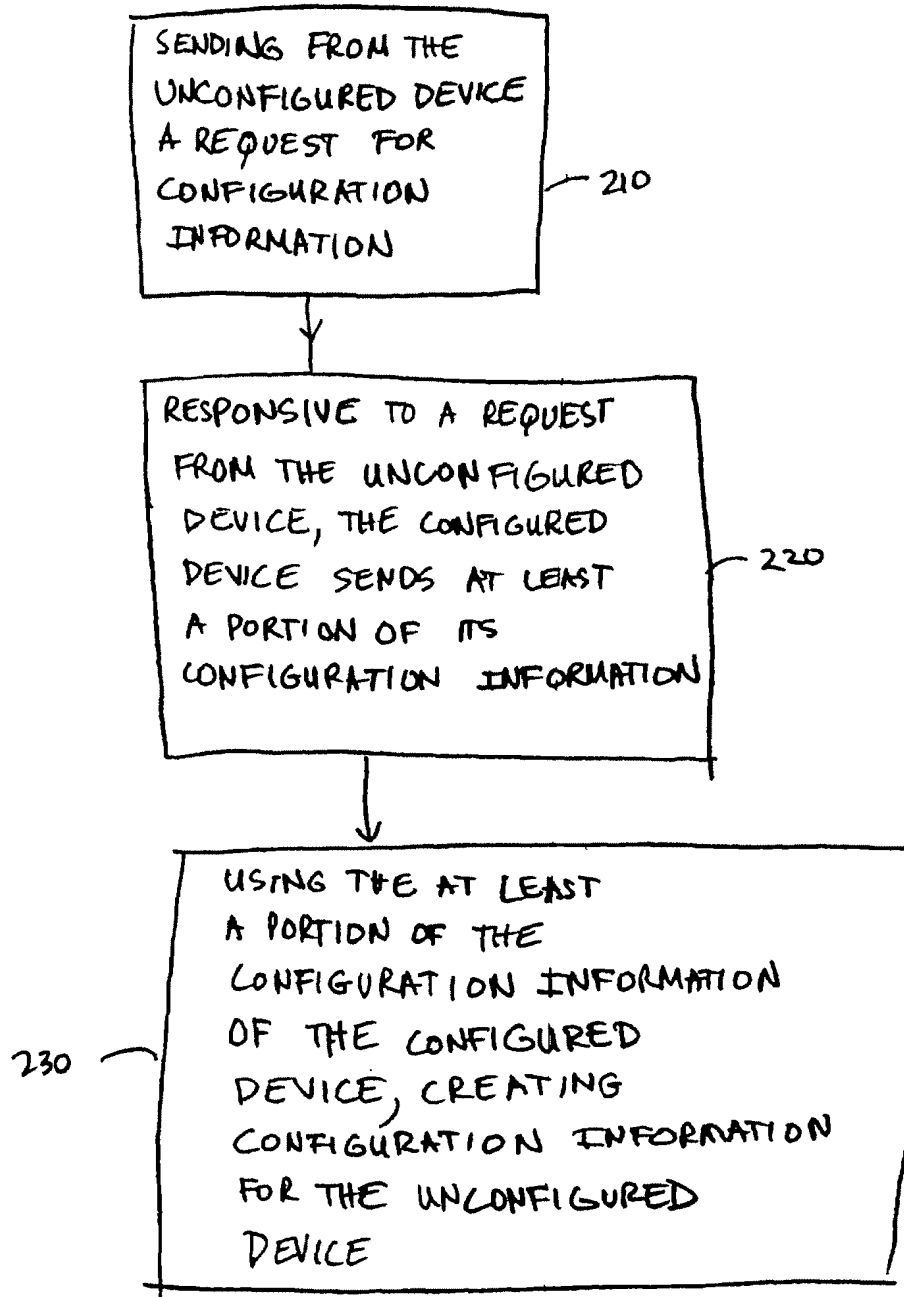 SENDING FROM THE
UNCONFIGURED DEVICE
A REQUEST FOR
CONFIGURATION
INFORMATION
210
RESPONSIVE TO A REQUEST
FROM THE UNCONFIGURED
DEVICE, THE CONFIGURED
DEVICE SENDS AT LEAST
A PORTION OF ITS
CONFIGURATION INFORMATION
220
USING THE AT LEAST
A PORTION OF THE
CONFIGURATION INFORMATION
OF THE CONFIGURED
DEVICE, CREATING
CONFIGURATION INFORMATION
FOR THE UNCONFIGURED
DEVICE
230